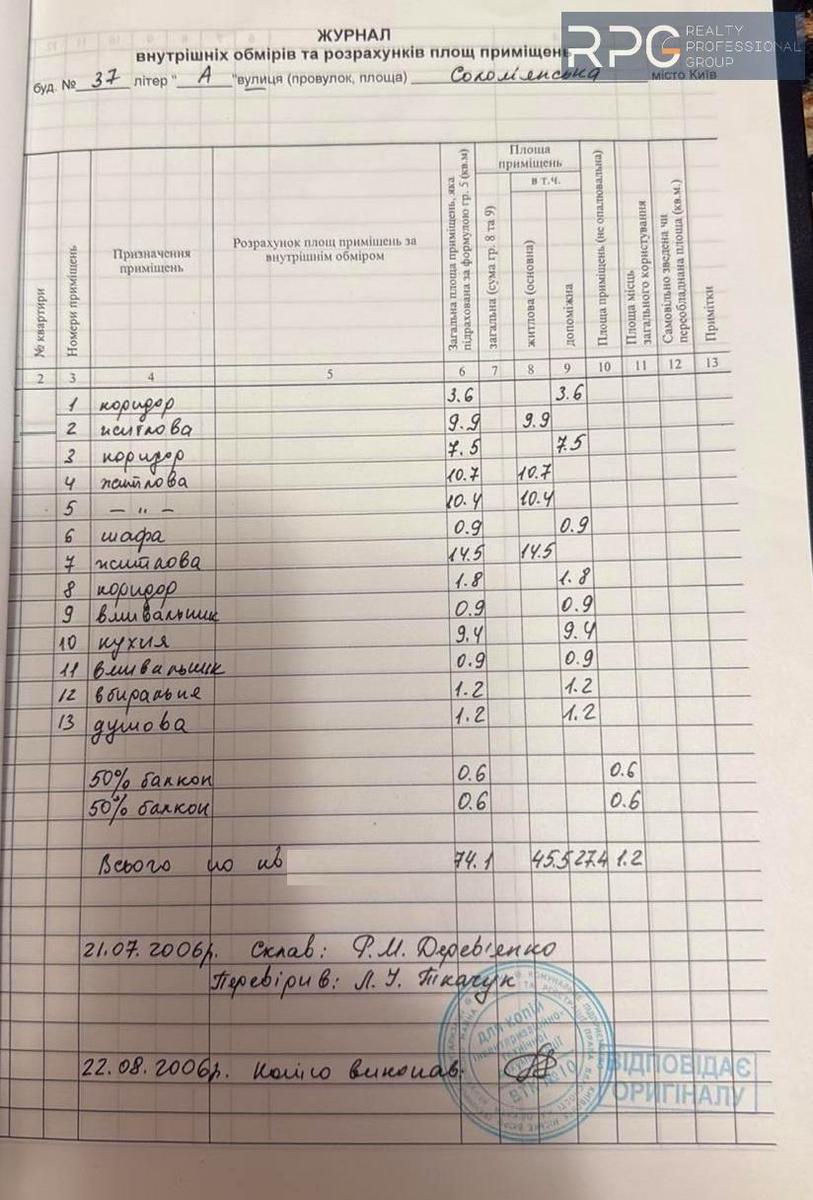 ЖУРНАЛ
внутрішніх обмірів та розрахунків площ приміщень
RPG REALTY PROFESSIONAL GROUP
буд. № 37 літер "А" вулиця (провулок, площа) Солом'янська місто Київ
№ квартири
Номери приміщень
Призначення приміщень
Розрахунок площ приміщень за внутрішнім обміром
Загальна площа приміщень, яка підрахована за формулою гр. 5 (кв.м)
Площа приміщень
загальна (сума гр. 8 та 9)
в т.ч.
житлова (основна)
допоміжна
Площа приміщень (не опалювальна)
Площа місць загального користування
Самовільно зведена чи переобладнана площа (кв.м.)
Примітки
2 3 4 5 6 7 8 9 10 11 12 13
1 коридор 3.6 3.6
2 житлова 9.9 9.9
3 коридор 7.5 7.5
4 житлова 10.7 10.7
5 — " — 10.4 10.4
6 шафа 0.9 0.9
7 житлова 14.5 14.5
8 коридор 1.8 1.8
9 вмивальник 0.9 0.9
10 кухня 9.4 9.4
11 вмивальник 0.9 0.9
12 вбиральня 1.2 1.2
13 душова 1.2 1.2
50% балкон 0.6 0.6
50% балкон 0.6 0.6
Всього по кв 74.1 45.5 27.4 1.2
21.07.2006р. Склав: Ф.М. Дерев'янко
Перевірив: Л.У. Ткачук
22.08.2006р. Копію виконав.
для копій
ВІДПОВІДАЄ
ОРИГІНАЛУ